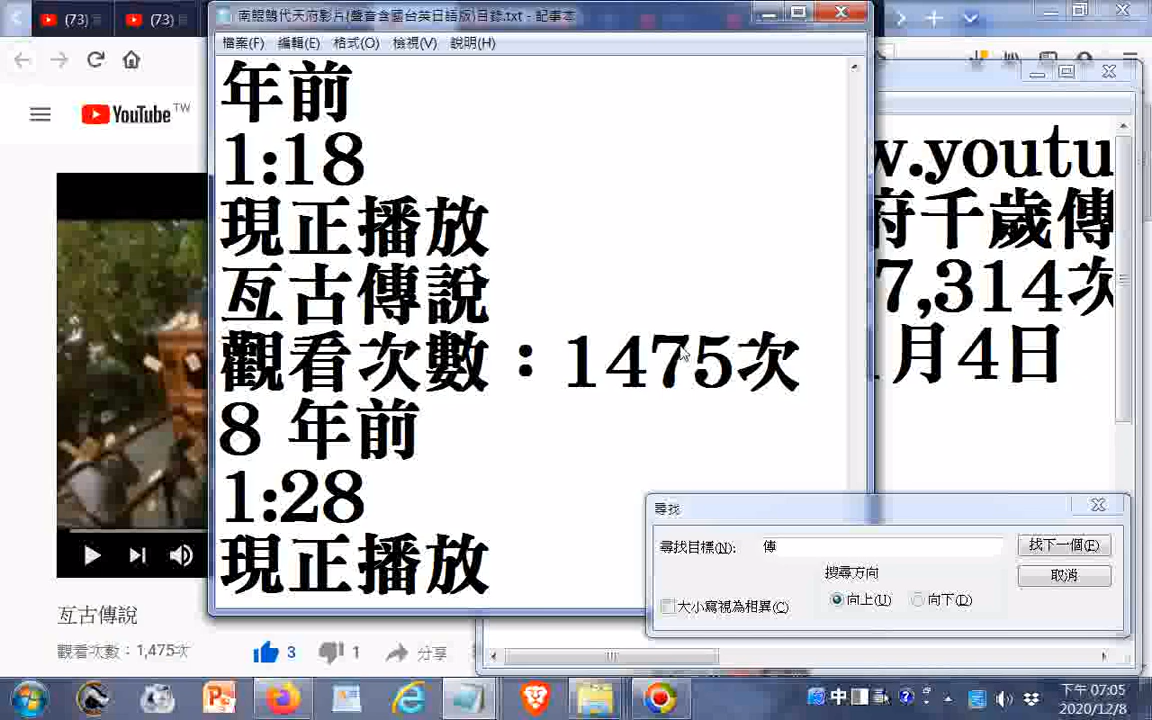 (73)
(73)
南鯤鯓代天府影片(聲音含國台英日語版)目錄.txt - 記事本
檔案(F) 編輯(E) 格式(O) 檢視(V) 說明(H)
YouTube TW
年前
1:18
現正播放
亙古傳說
觀看次數：1475次
8 年前
1:28
現正播放
w.youtu
府千歲傳
7,314次
月4日
尋找
尋找目標(N): 傳
找下一個(F)
搜尋方向
取消
大小寫視為相異(C)
向上(U)
向下(D)
亙古傳說
觀看次數：1,475次
3
1
分享
中
下午 07:05
2020/12/8